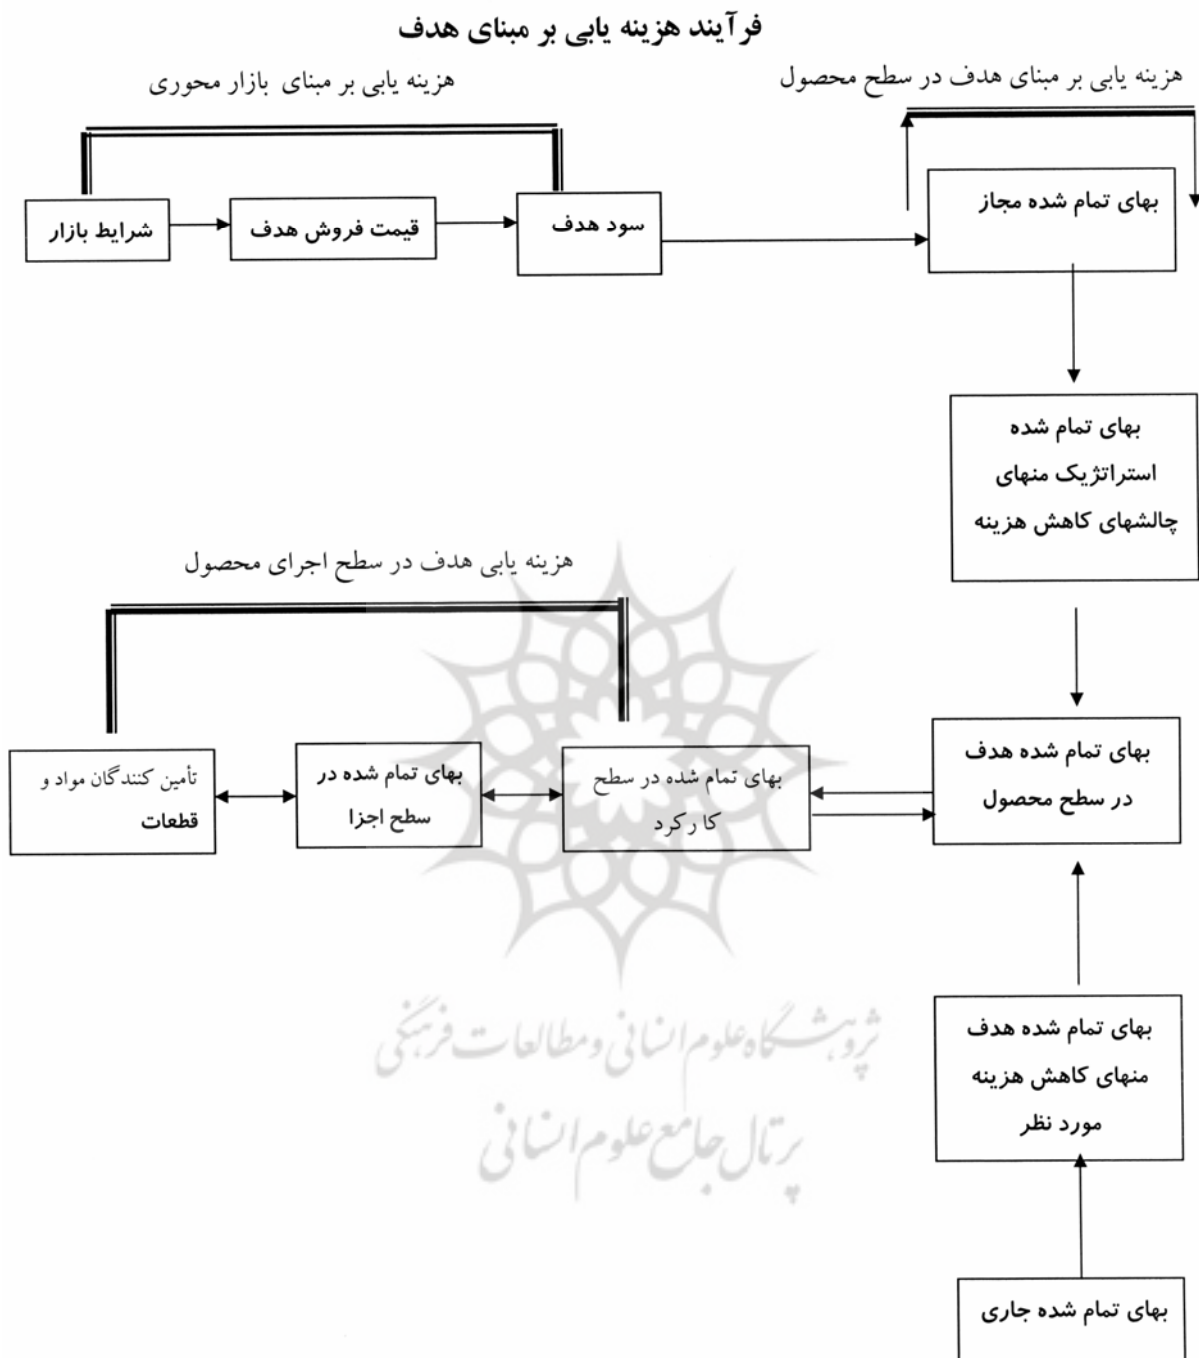 فرآیند هزینه یابی بر مبنای هدف
هزینه یابی بر مبنای هدف در سطح محصول
هزینه یابی بر مبنای بازار محوری
شرایط بازار
قیمت فروش هدف
سود هدف
بهای تمام شده مجاز
بهای تمام شده
استراتژیک منهای
چالشهای کاهش هزینه
هزینه یابی هدف در سطح اجرای محصول
بهای تمام شده هدف
در سطح محصول
بهای تمام شده در سطح
کا رکرد
بهای تمام شده در
سطح اجزا
تأمین کنندگان مواد و
قطعات
بهای تمام شده هدف
منهای کاهش هزینه
مورد نظر
بهای تمام شده جاری
پژوهشگاه علوم انسانی و مطالعات فرهنگی
پرتال جامع علوم انسانی